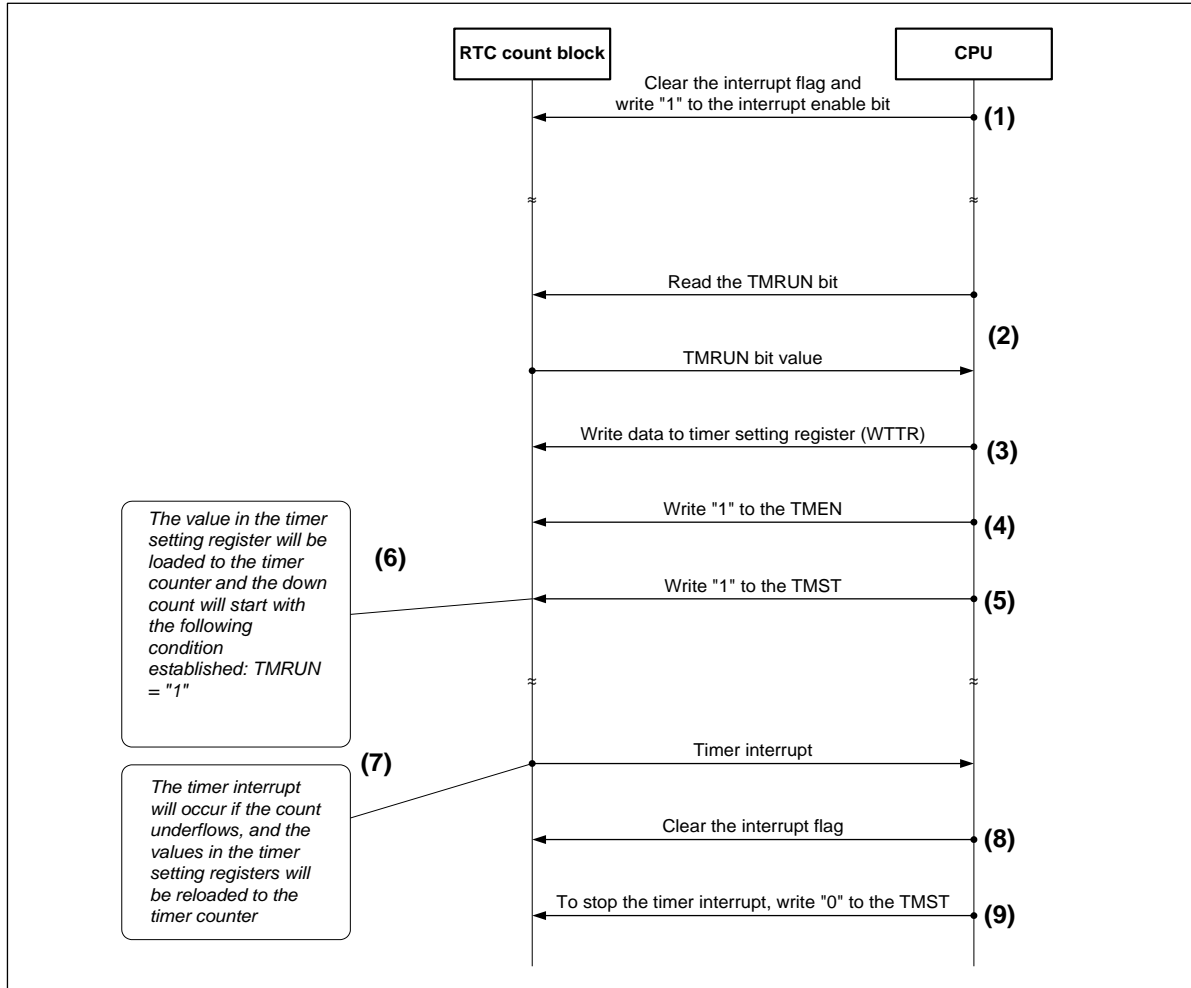 RTC count block
CPU
Clear the interrupt flag and
write "1" to the interrupt enable bit
(1)
Read the TMRUN bit
(2)
TMRUN bit value
Write data to timer setting register (WTTR)
(3)
Write "1" to the TMEN
(4)
The value in the timer
setting register will be
loaded to the timer
counter and the down
count will start with
the following
condition
established: TMRUN
= "1"
(6)
Write "1" to the TMST
(5)
(7)
Timer interrupt
The timer interrupt
will occur if the count
underflows, and the
values in the timer
setting registers will
be reloaded to the
timer counter
Clear the interrupt flag
(8)
To stop the timer interrupt, write "0" to the TMST
(9)